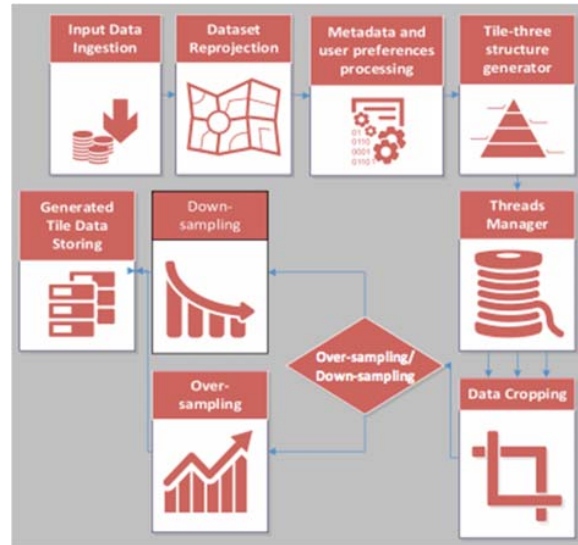 Input Data
Ingestion
Dataset
Reprojection
Metadata and
user preferences
processing
Tile-three
structure
generator
01
0110
0001
01101
Generated
Tile Data
Storing
Down-
sampling
Threads
Manager
Over-sampling/
Down-sampling
Over-
sampling
Data Cropping